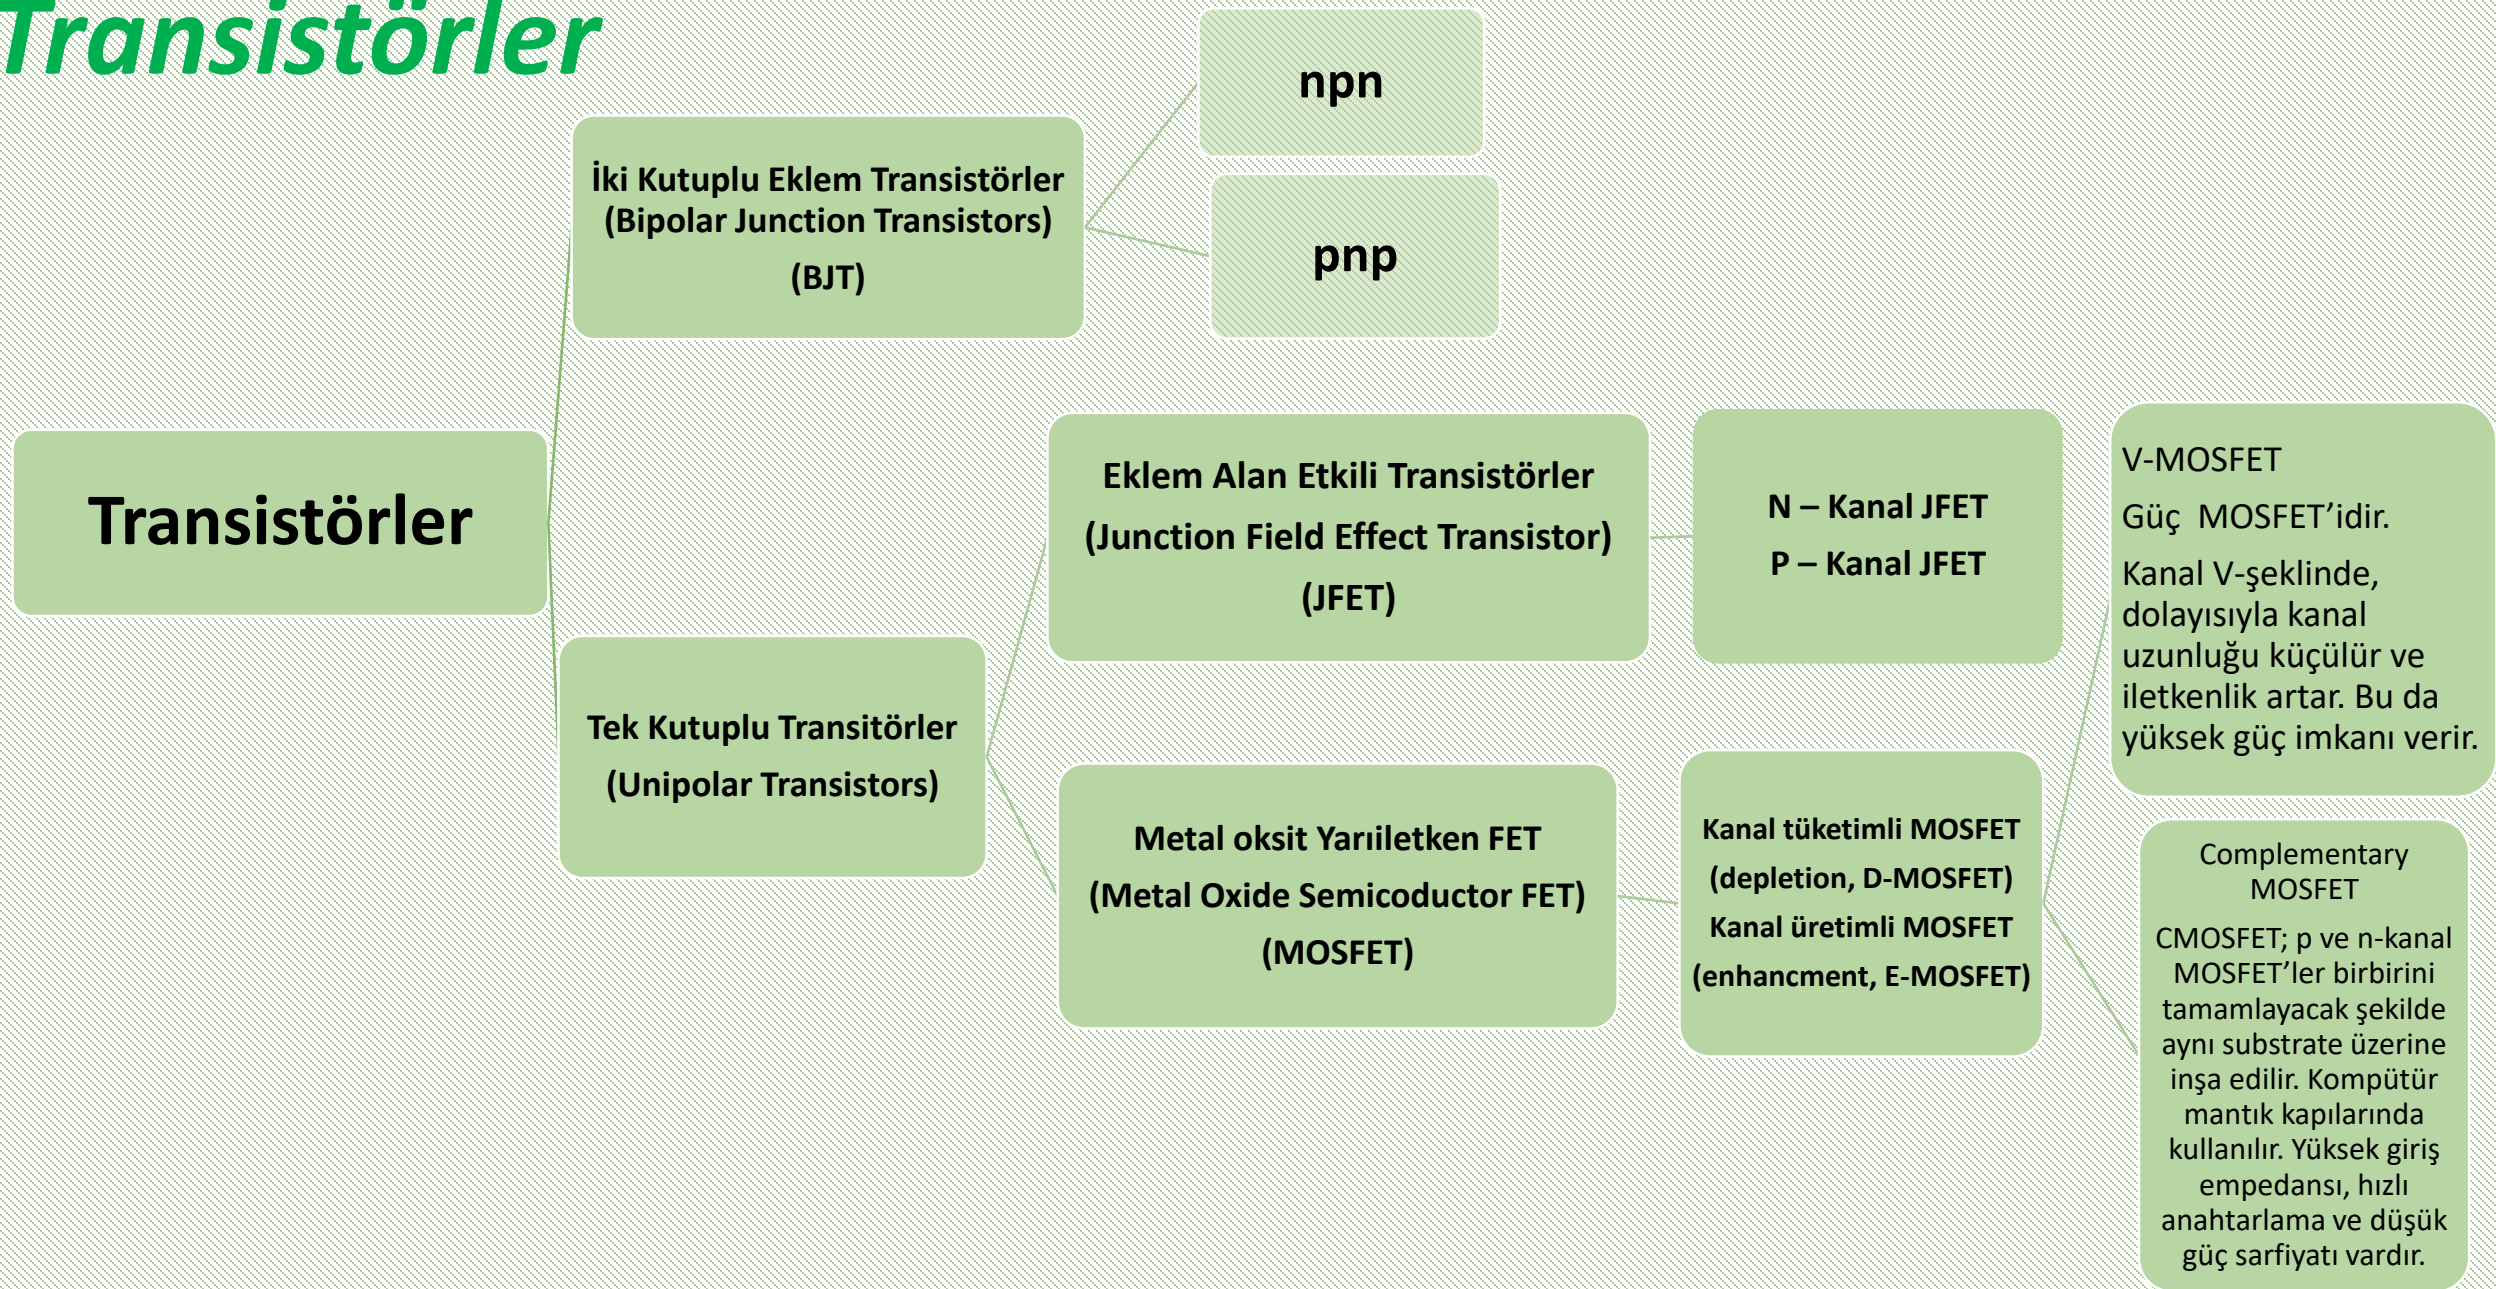 Transistörler
npn
İki Kutuplu Eklem Transistörler
(Bipolar Junction Transistors)
(BJT)
pnp
Transistörler
Eklem Alan Etkili Transistörler
(Junction Field Effect Transistor)
(JFET)
N – Kanal JFET
P – Kanal JFET
V-MOSFET
Güç  MOSFET’idir.
Kanal V-şeklinde,
dolayısıyla kanal
uzunluğu küçülür ve
iletkenlik artar. Bu da
yüksek güç imkanı verir.
Tek Kutuplu Transitörler
(Unipolar Transistors)
Metal oksit Yarıiletken FET
(Metal Oxide Semicoductor FET)
(MOSFET)
Kanal tüketimli MOSFET
(depletion, D-MOSFET)
Kanal üretimli MOSFET
(enhancment, E-MOSFET)
Complementary
MOSFET
CMOSFET; p ve n-kanal
MOSFET’ler birbirini
tamamlayacak şekilde
aynı substrate üzerine
inşa edilir. Kompütür
mantık kapılarında
kullanılır. Yüksek giriş
empedansı, hızlı
anahtarlama ve düşük
güç sarfiyatı vardır.